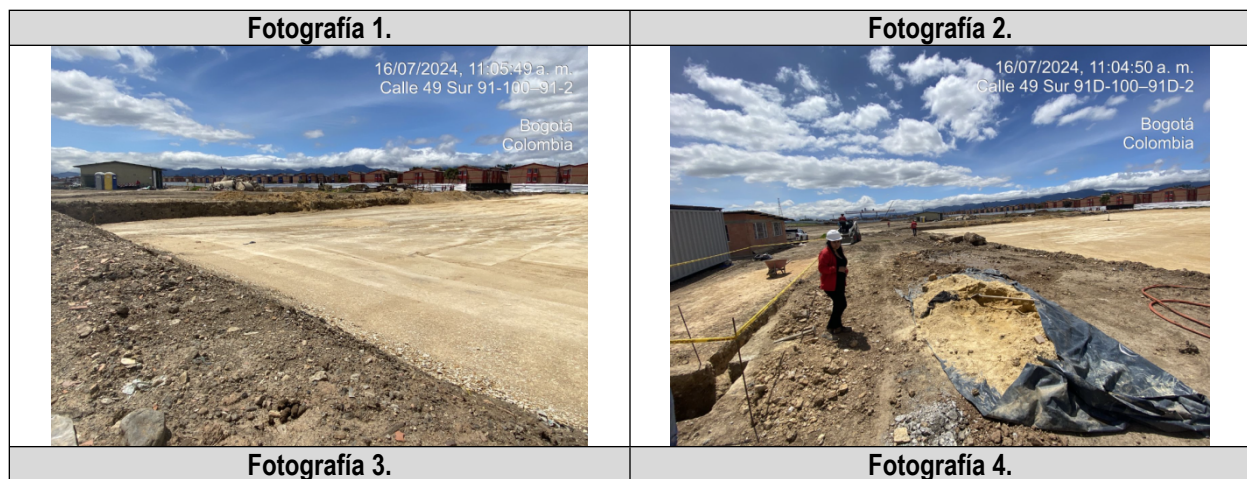 Fotografía 1.
Fotografía 2.
16/07/2024, 11:05:49 a. m.
Calle 49 Sur 91-100–91-2
Bogotá
Colombia
16/07/2024, 11:04:50 a. m.
Calle 49 Sur 91D-100–91D-2
Bogotá
Colombia
Fotografía 3.
Fotografía 4.